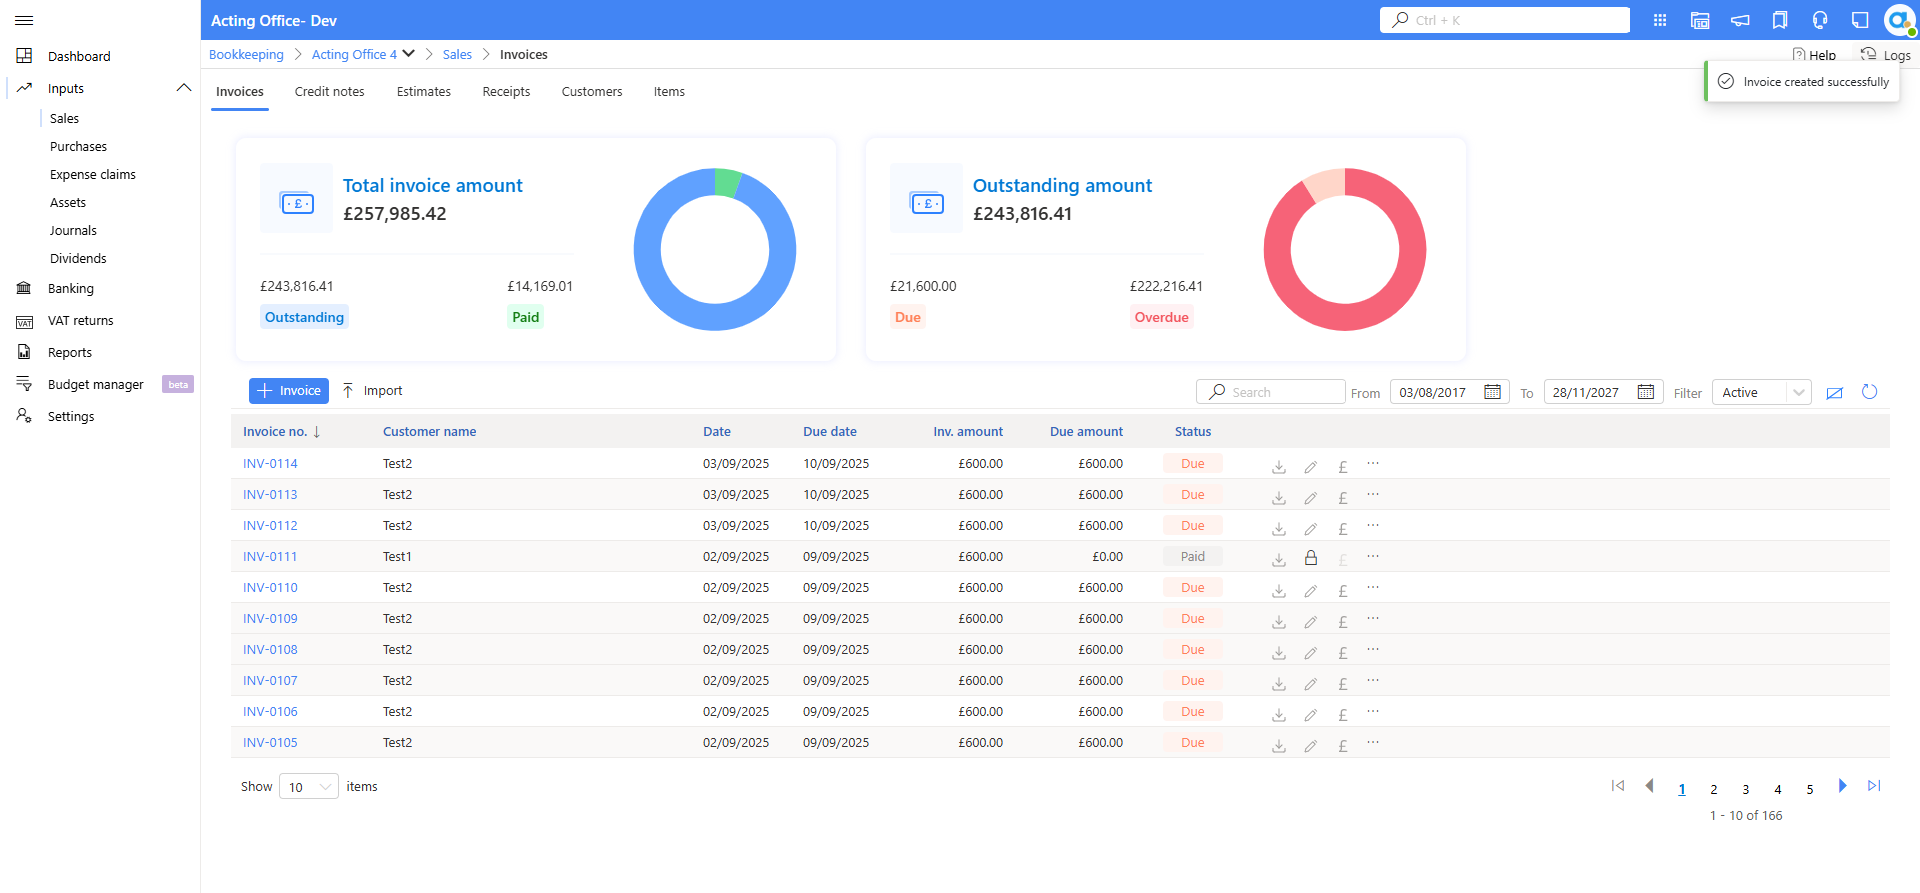 Acting Office- Dev
Ctrl + K
Bookkeeping
Acting Office 4
Sales
Invoices
Help
Logs
Invoice created successfully
Dashboard
Inputs
Sales
Purchases
Expense claims
Assets
Journals
Dividends
Banking
VAT
VAT returns
Reports
Budget manager
beta
Settings
Invoices
Credit notes
Estimates
Receipts
Customers
Items
Total invoice amount
£257,985.42
£243,816.41
Outstanding
£14,169.01
Paid
Outstanding amount
£243,816.41
£21,600.00
Due
£222,216.41
Overdue
Invoice
Import
Search
From
03/08/2017
To
28/11/2027
Filter
Active
Invoice no. ↓ Customer name Date Due date Inv. amount Due amount Status
INV-0114 Test2 03/09/2025 10/09/2025 £600.00 £600.00 Due £ ...
INV-0113 Test2 03/09/2025 10/09/2025 £600.00 £600.00 Due £ ...
INV-0112 Test2 03/09/2025 10/09/2025 £600.00 £600.00 Due £ ...
INV-0111 Test1 02/09/2025 09/09/2025 £600.00 £0.00 Paid £ ...
INV-0110 Test2 02/09/2025 09/09/2025 £600.00 £600.00 Due £ ...
INV-0109 Test2 02/09/2025 09/09/2025 £600.00 £600.00 Due £ ...
INV-0108 Test2 02/09/2025 09/09/2025 £600.00 £600.00 Due £ ...
INV-0107 Test2 02/09/2025 09/09/2025 £600.00 £600.00 Due £ ...
INV-0106 Test2 02/09/2025 09/09/2025 £600.00 £600.00 Due £ ...
INV-0105 Test2 02/09/2025 09/09/2025 £600.00 £600.00 Due £ ...
Show 10 items
1 2 3 4 5
1 - 10 of 166